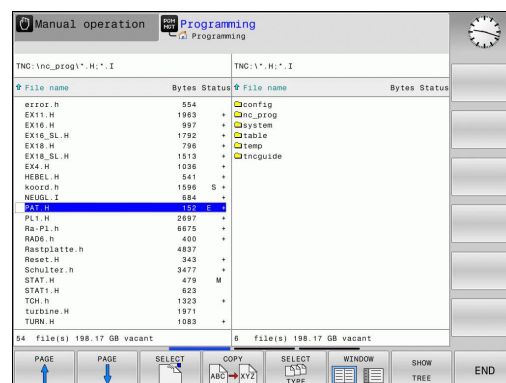 Manual operation
PGM
MGT
Programming
Programming
TNC:\nc_prog\*.H;*.I
TNC:\*.H;*.I
File name Bytes Status
File name Bytes Status
error.h 554
EX11.H 1963 +
EX16.H 997 +
EX16_SL.H 1792 +
EX18.H 796 +
EX18_SL.H 1513 +
EX4.H 1036 +
HEBEL.H 541 +
koord.h 1596 S +
NEUGL.I 684 +
PAT.H 152 E +
PL1.H 2697 +
Ra-Pl.h 6675 +
RAD6.h 400 +
Rastplatte.h 4837
Reset.H 343 +
Schulter.h 3477 +
STAT.H 479 M
STAT1.H 623
TCH.h 1323 +
turbine.H 1971
TURN.H 1083 +
config
nc_prog
system
table
temp
tncguide
54 file(s) 198.17 GB vacant
6 file(s) 198.17 GB vacant
PAGE
PAGE
SELECT
COPY
ABC XYZ
SELECT
TYPE
WINDOW
SHOW
TREE
END